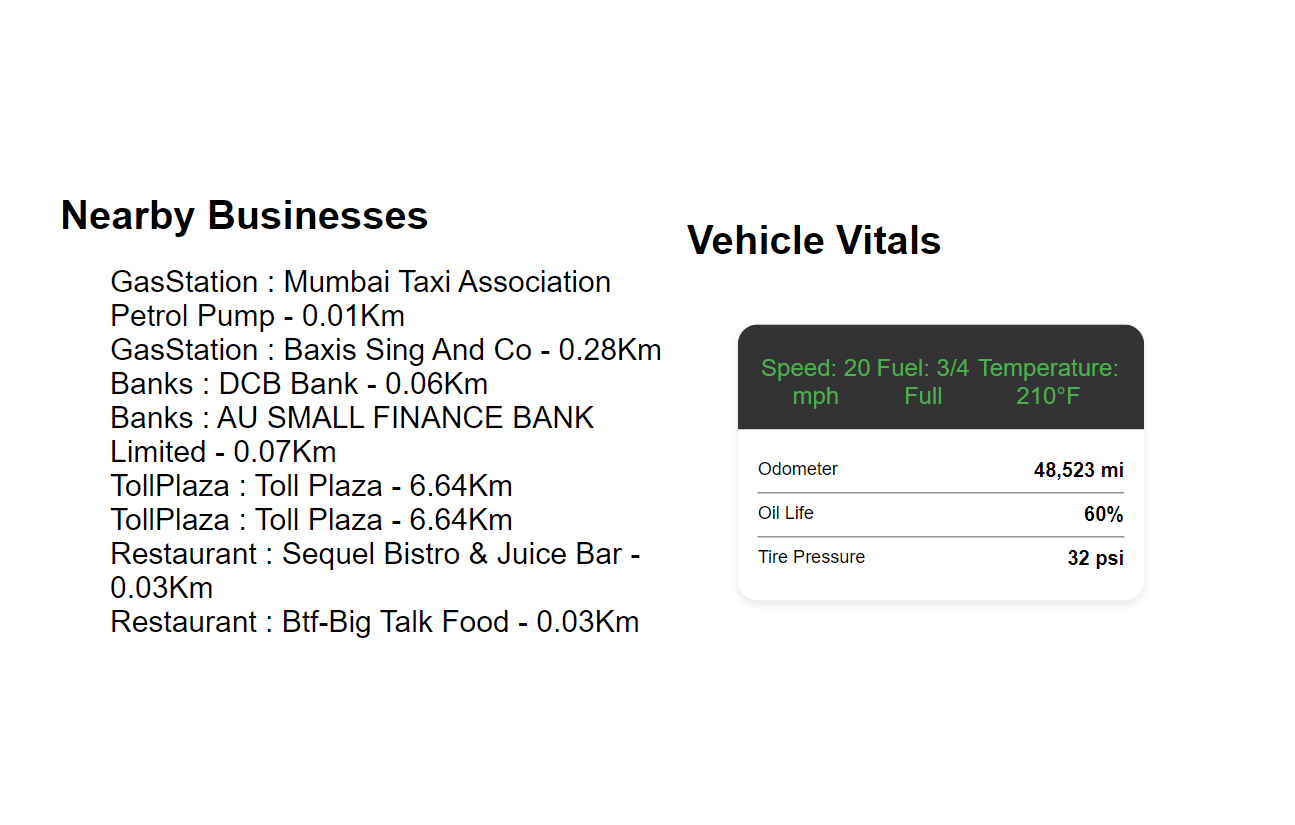 Nearby Businesses
GasStation : Mumbai Taxi Association
Petrol Pump - 0.01Km
GasStation : Baxis Sing And Co - 0.28Km
Banks : DCB Bank - 0.06Km
Banks : AU SMALL FINANCE BANK
Limited - 0.07Km
TollPlaza : Toll Plaza - 6.64Km
TollPlaza : Toll Plaza - 6.64Km
Restaurant : Sequel Bistro & Juice Bar -
0.03Km
Restaurant : Btf-Big Talk Food - 0.03Km
Vehicle Vitals
Speed: 20
mph
Fuel: 3/4
Full
Temperature:
210°F
Odometer 48,523 mi
Oil Life 60%
Tire Pressure 32 psi